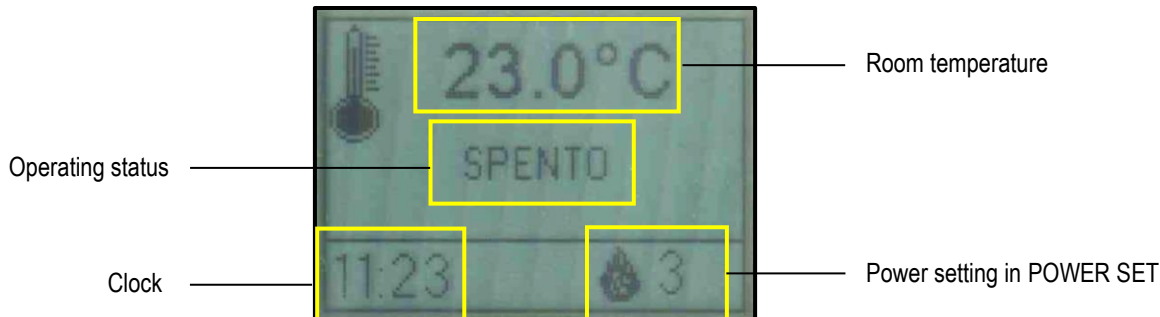 23.0°C
Room temperature
Operating status
SPENTO
Clock
11:23
3
Power setting in POWER SET